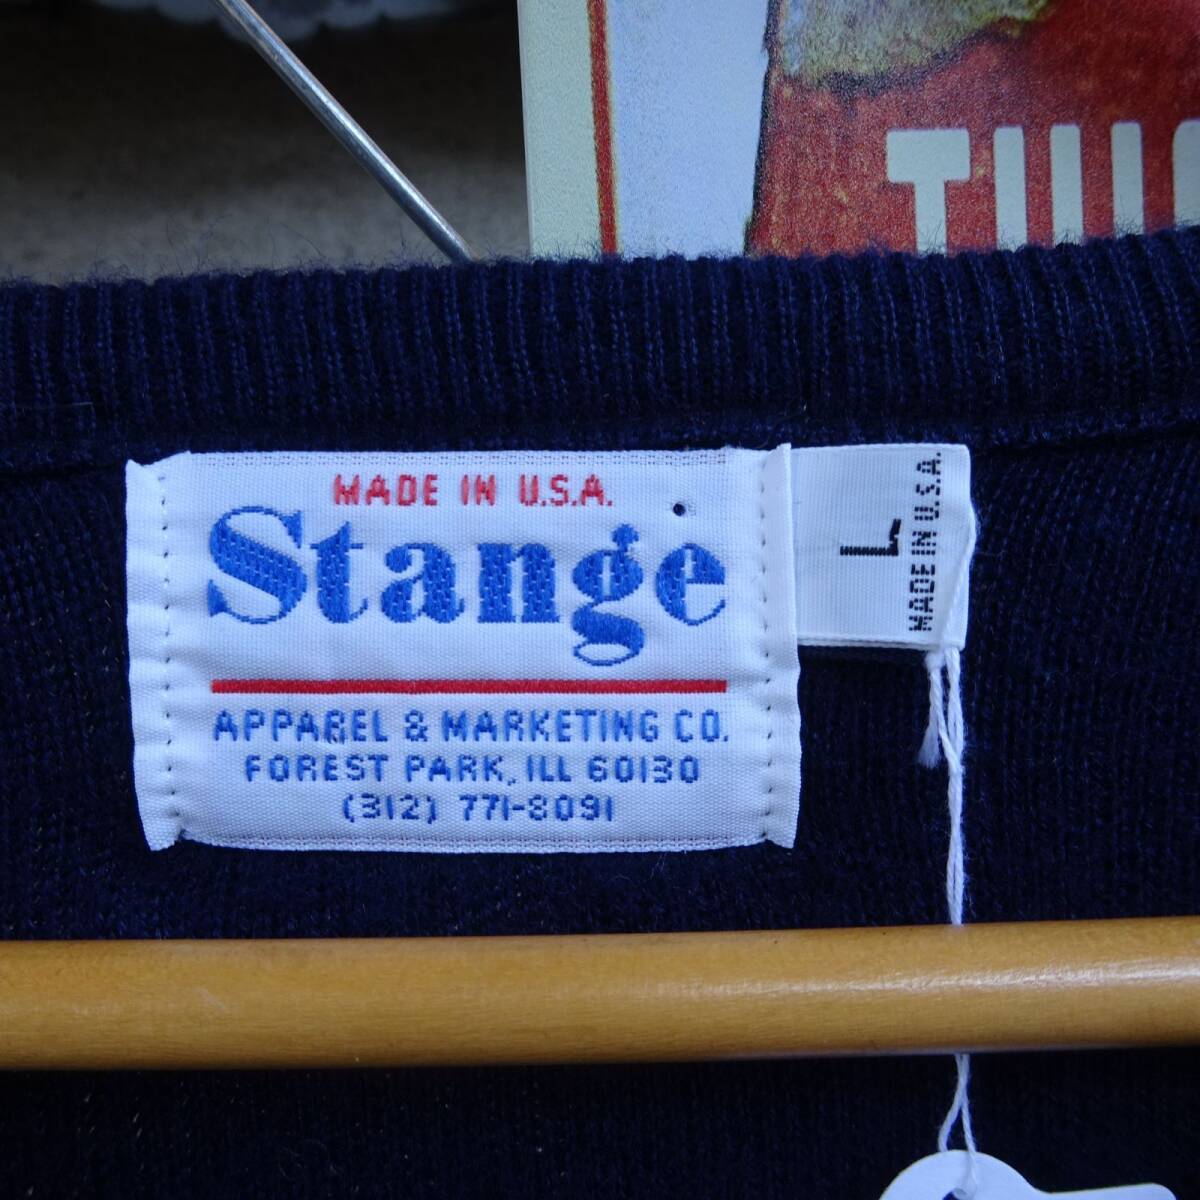 MADE IN U.S.A.
Stange
APPAREL & MARKETING CO.
FOREST PARK, ILL 60130
(312) 771-8091
L
MADE IN U.S.A.